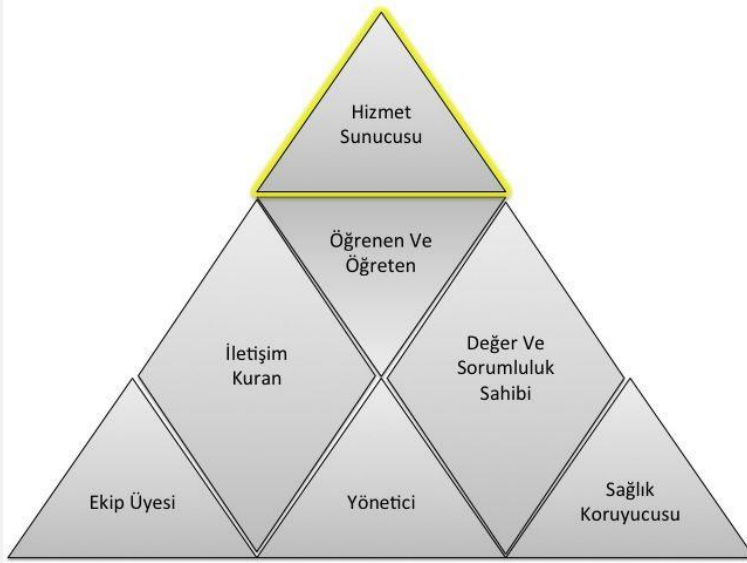 Hizmet
Sunucusu
Öğrenen Ve
Öğreten
İletişim
Kuran
Değer Ve
Sorumluluk
Sahibi
Ekip Üyesi
Yönetici
Sağlık
Koruyucusu